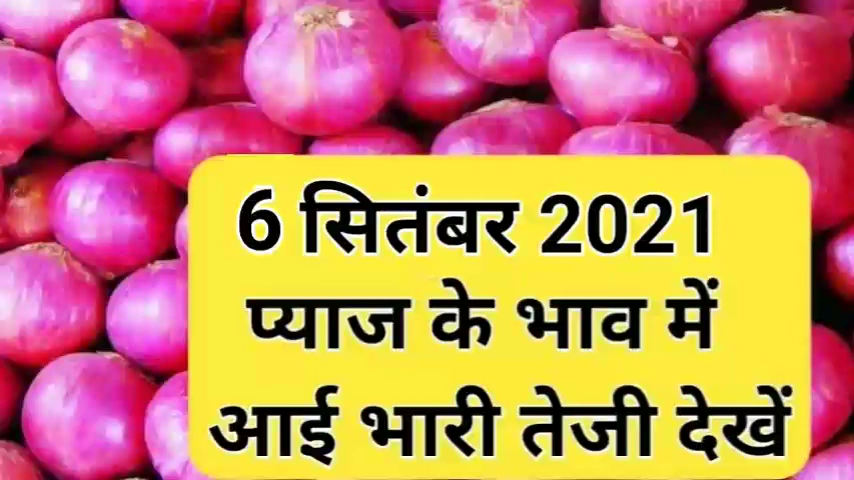 6 सितंबर 2021
प्याज के भाव में
आई भारी तेजी देखें